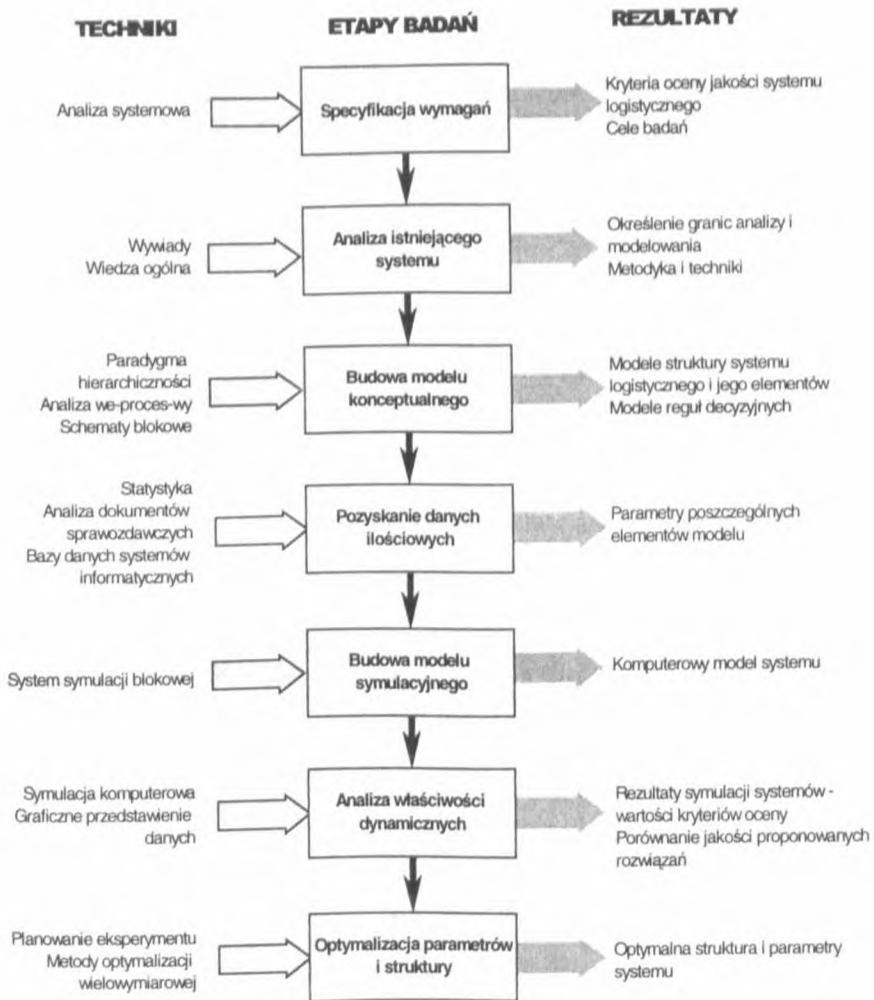 TECHNIKI
ETAPY BADAŃ
REZULTATY
Analiza systemowa
Specyfikacja wymagań
Kryteria oceny jakości systemu
logistycznego
Cele badań
Wywiady
Wiedza ogólna
Analiza istniejącego
systemu
Określenie granic analizy i
modelowania
Metodyka i techniki
Paradygma
hierarchiczności
Analiza we-proces-wy
Schematy blokowe
Budowa modelu
konceptualnego
Modele struktury systemu
logistycznego i jego elementów
Modele reguł decyzyjnych
Statystyka
Analiza dokumentów
sprawozdawczych
Bazy danych systemów
informatycznych
Pozyskanie danych
ilościowych
Parametry poszczególnych
elementów modelu
System symulacji blokowej
Budowa modelu
symulacyjnego
Komputerowy model systemu
Symulacja komputerowa
Graficzne przedstawienie
danych
Analiza właściwości
dynamicznych
Rezultaty symulacji systemów -
wartości kryteriów oceny
Porównanie jakości proponowanych
rozwiązań
Planowanie eksperymentu
Metody optymalizacji
wielowymiarowej
Optymalizacja parametrów
i struktury
Optymalna struktura i parametry
systemu